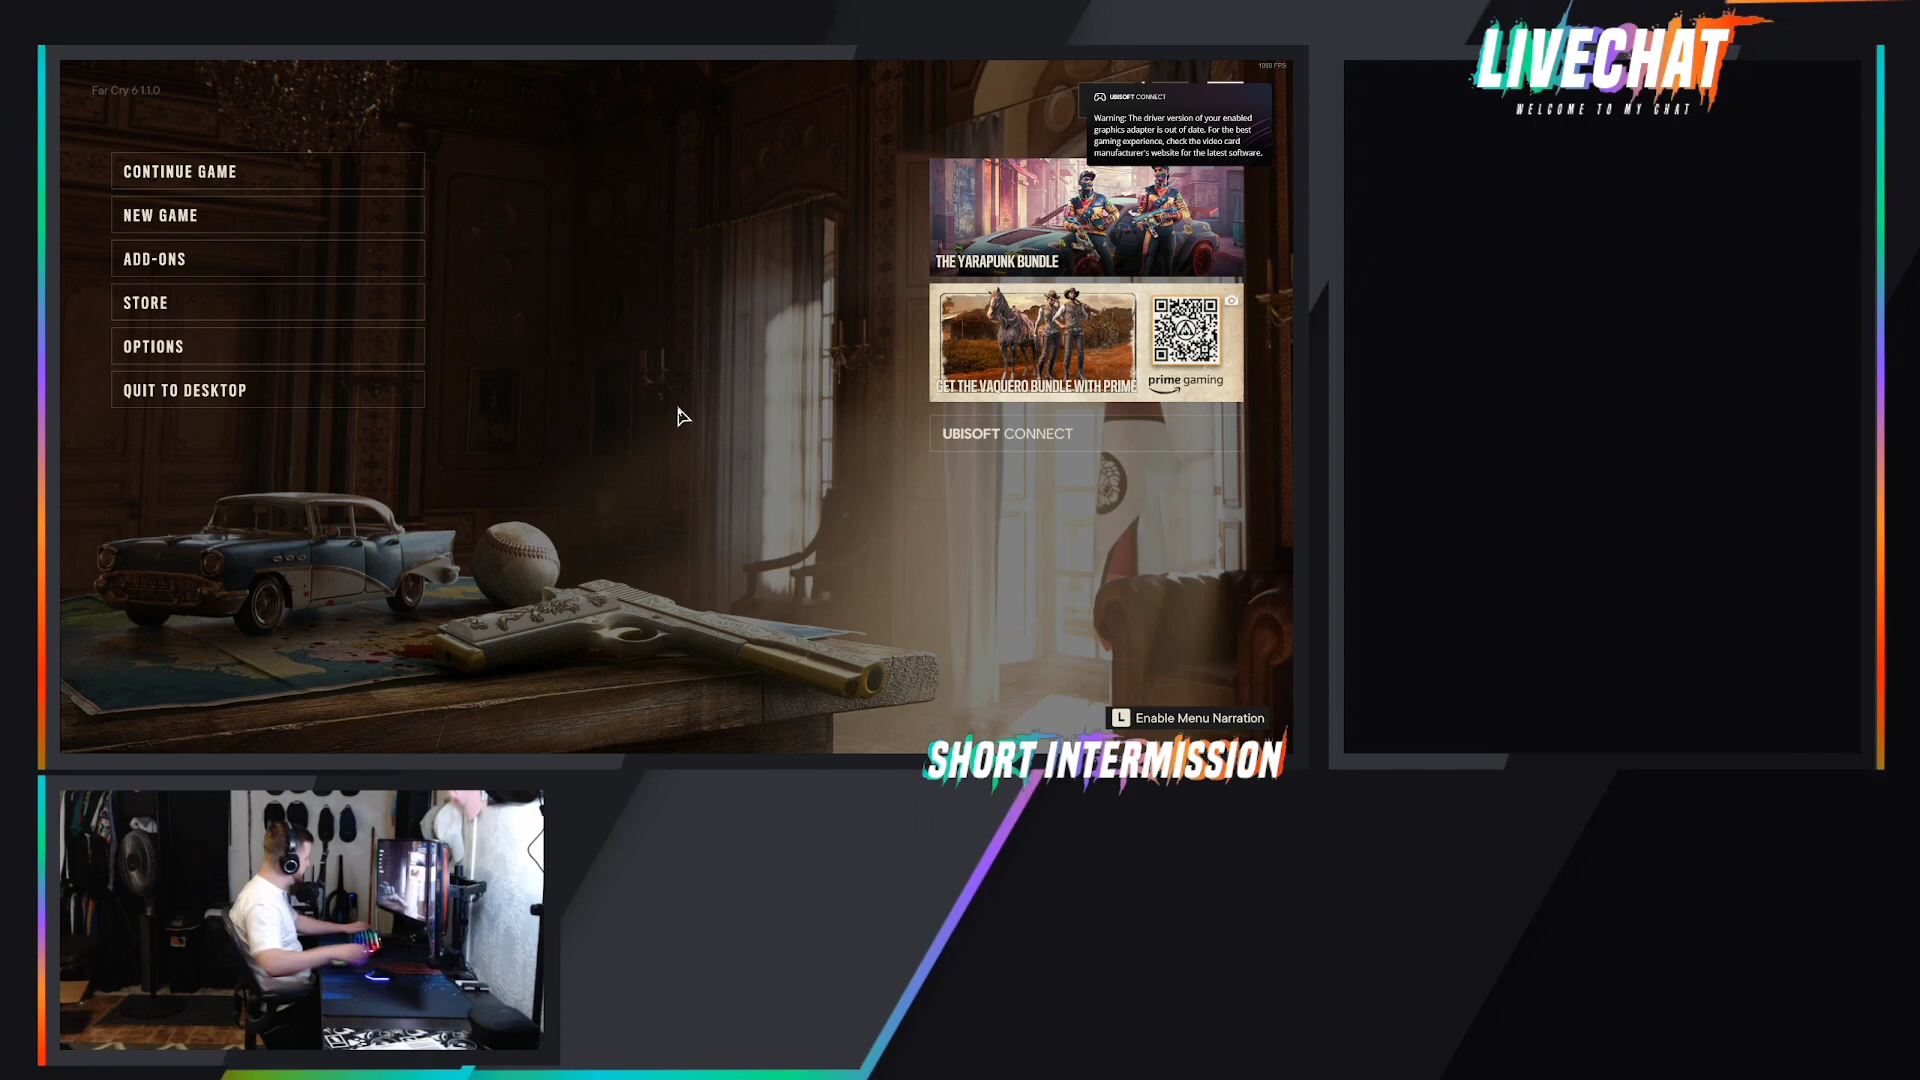 LIVECHAT
WELCOME TO MY CHAT
1090 FPS
Far Cry 6 1.1.0
UBISOFT CONNECT
Warning: The driver version of your enabled
graphics adapter is out of date. For the best
gaming experience, check the video card
manufacturer's website for the latest software.
CONTINUE GAME
NEW GAME
ADD-ONS
STORE
OPTIONS
QUIT TO DESKTOP
THE YARAPUNK BUNDLE
GET THE VAQUERO BUNDLE WITH PRIME
prime gaming
UBISOFT CONNECT
L Enable Menu Narration
SHORT INTERMISSION